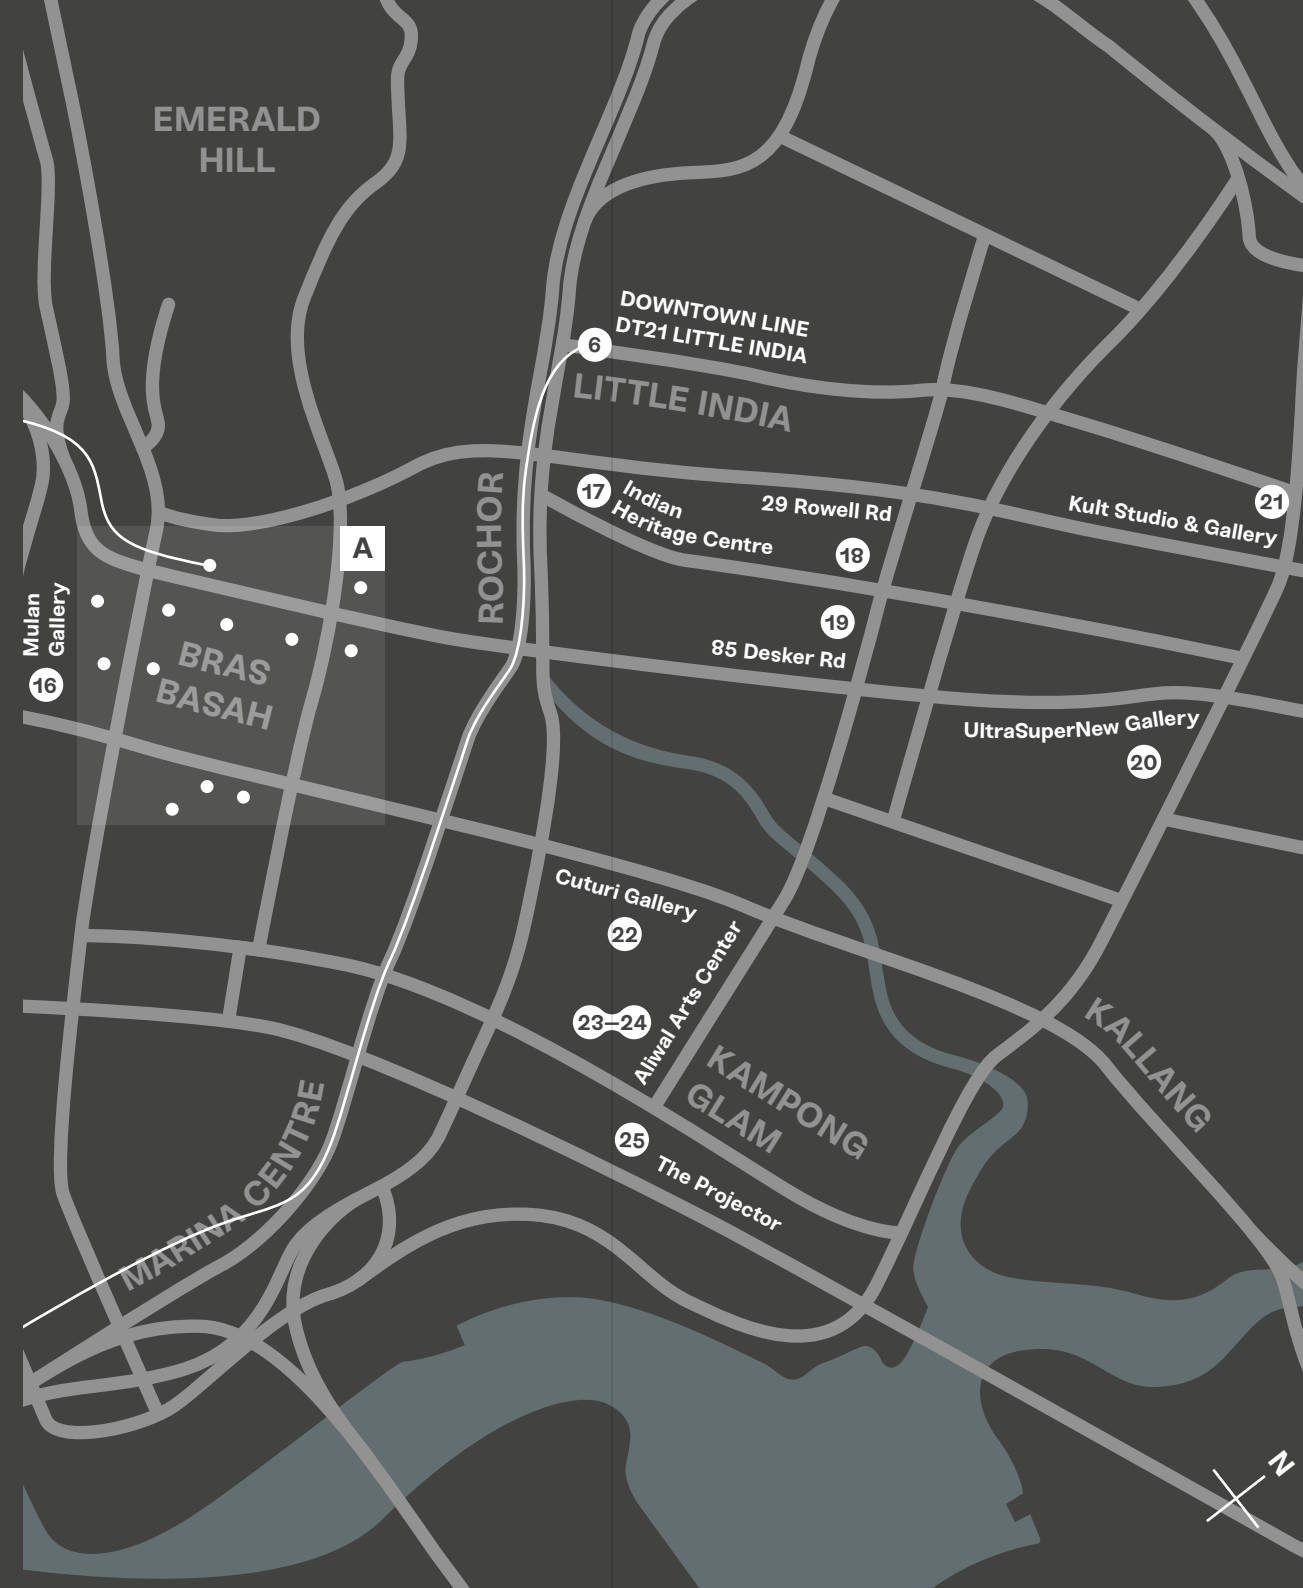 EMERALD
HILL
DOWNTOWN LINE
DT21 LITTLE INDIA
6
LITTLE INDIA
ROCHOR
17
Indian
Heritage Centre
29 Rowell Rd
18
Kult Studio & Gallery
21
A
19
85 Desker Rd
Mulan
Gallery
16
BRAS
BASAH
UltraSuperNew Gallery
20
Cuturi Gallery
22
23–24
Aliwal Arts Center
KAMPONG
GLAM
KALLANG
25
The Projector
MARINA CENTRE
N